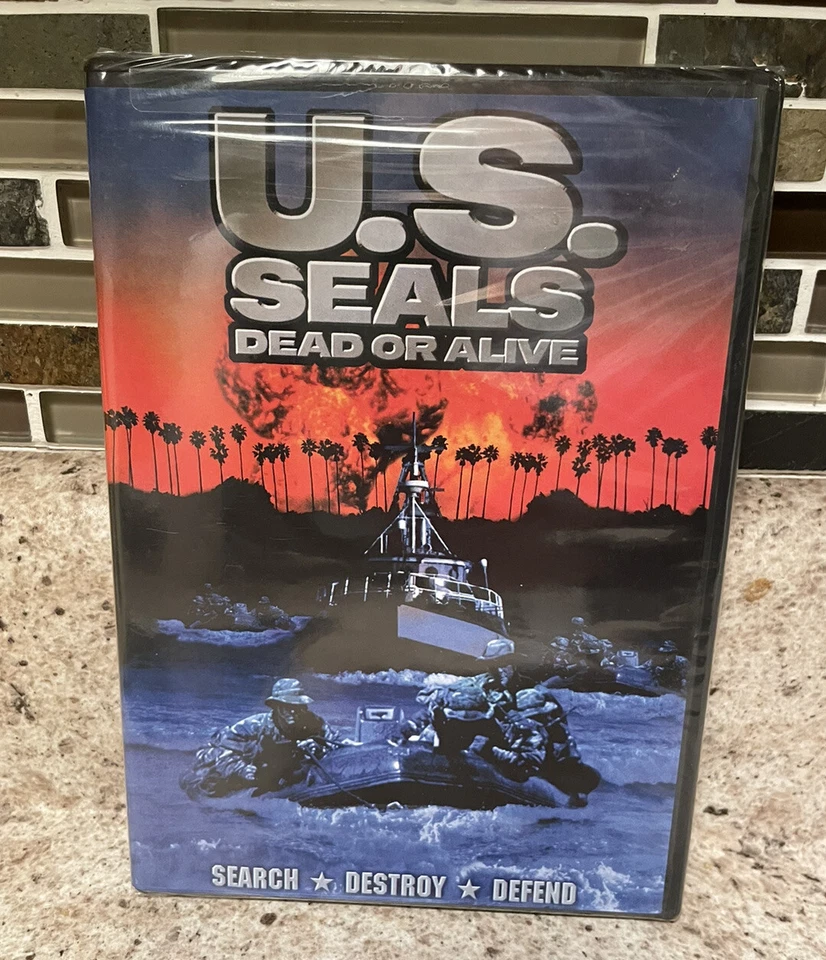 U.S.
SEALS
DEAD OR ALIVE
SEARCH ★ DESTROY ★ DEFEND